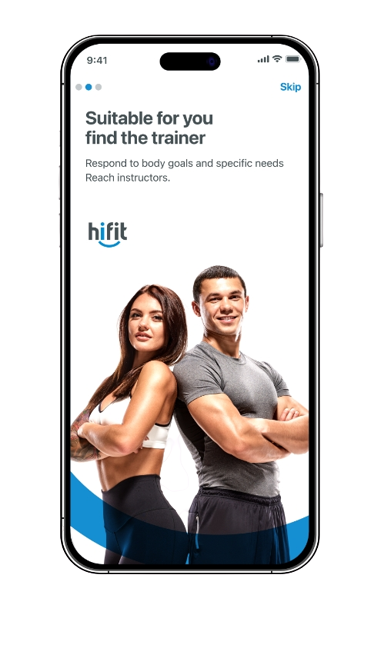 9:41
Skip
Suitable for you
find the trainer
Respond to body goals and specific needs
Reach instructors.
hifit